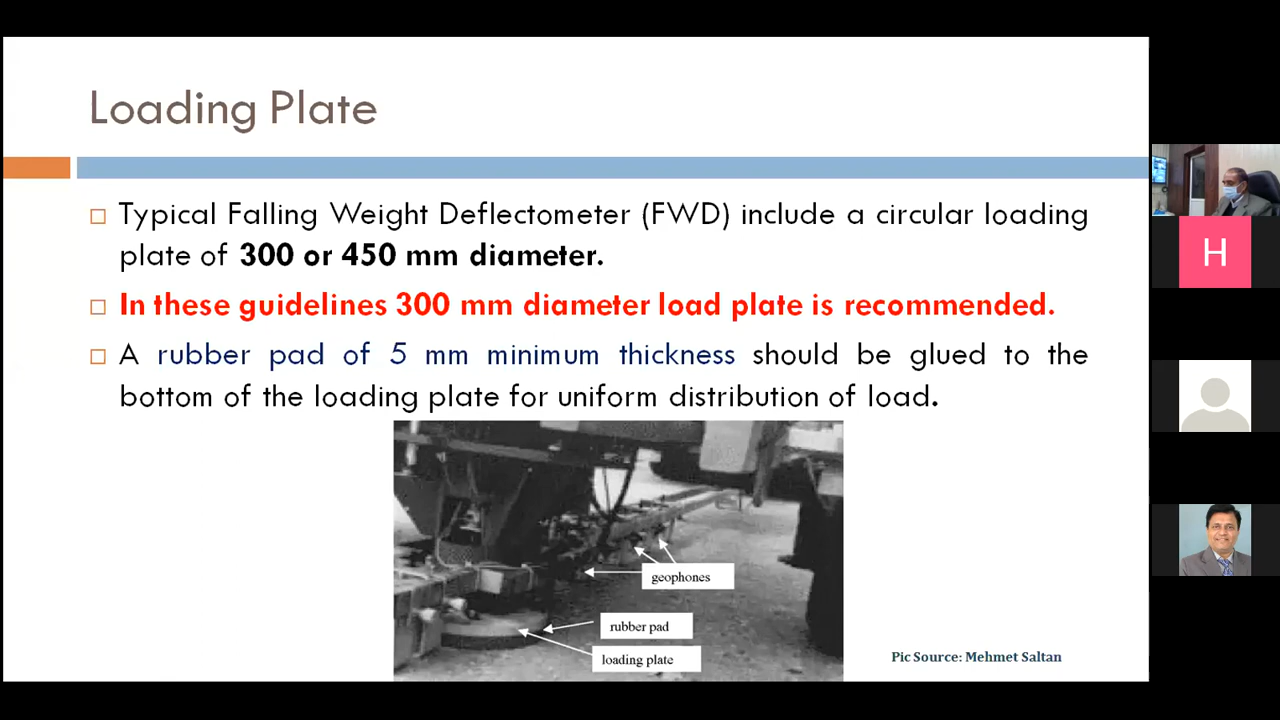 Loading Plate
Typical Falling Weight Deflectometer (FWD) include a circular loading
plate of 300 or 450 mm diameter.
In these guidelines 300 mm diameter load plate is recommended.
A rubber pad of 5 mm minimum thickness should be glued to the
bottom of the loading plate for uniform distribution of load.
geophones
rubber pad
loading plate
Pic Source: Mehmet Saltan
H